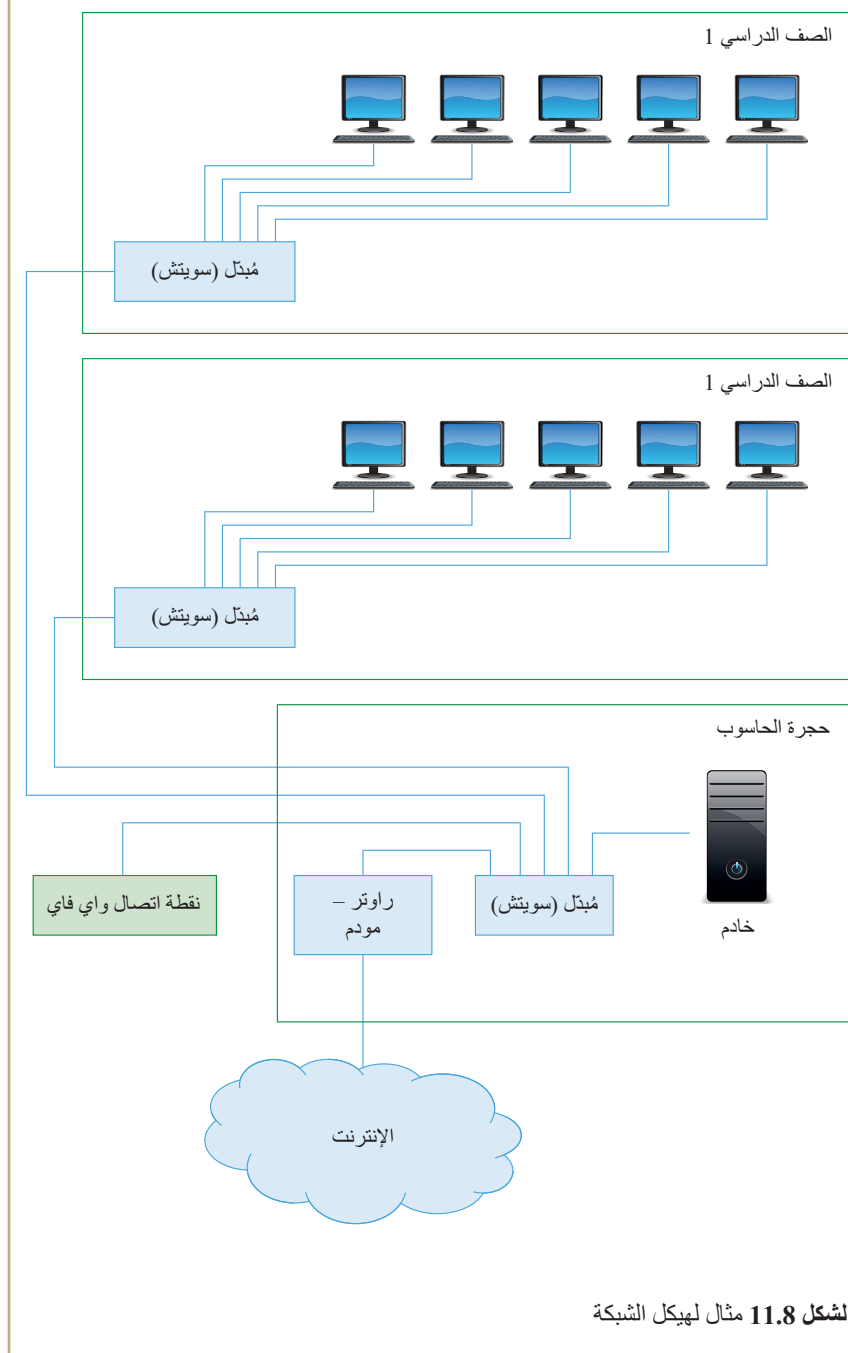 الصف الدراسي 1
مُبدّل (سويتش)
الصف الدراسي 1
مُبدّل (سويتش)
حجرة الحاسوب
خادم
مُبدّل (سويتش)
راوتر –
مودم
نقطة اتصال واي فاي
الإنترنت
لشكل 11.8 مثال لهيكل الشبكة